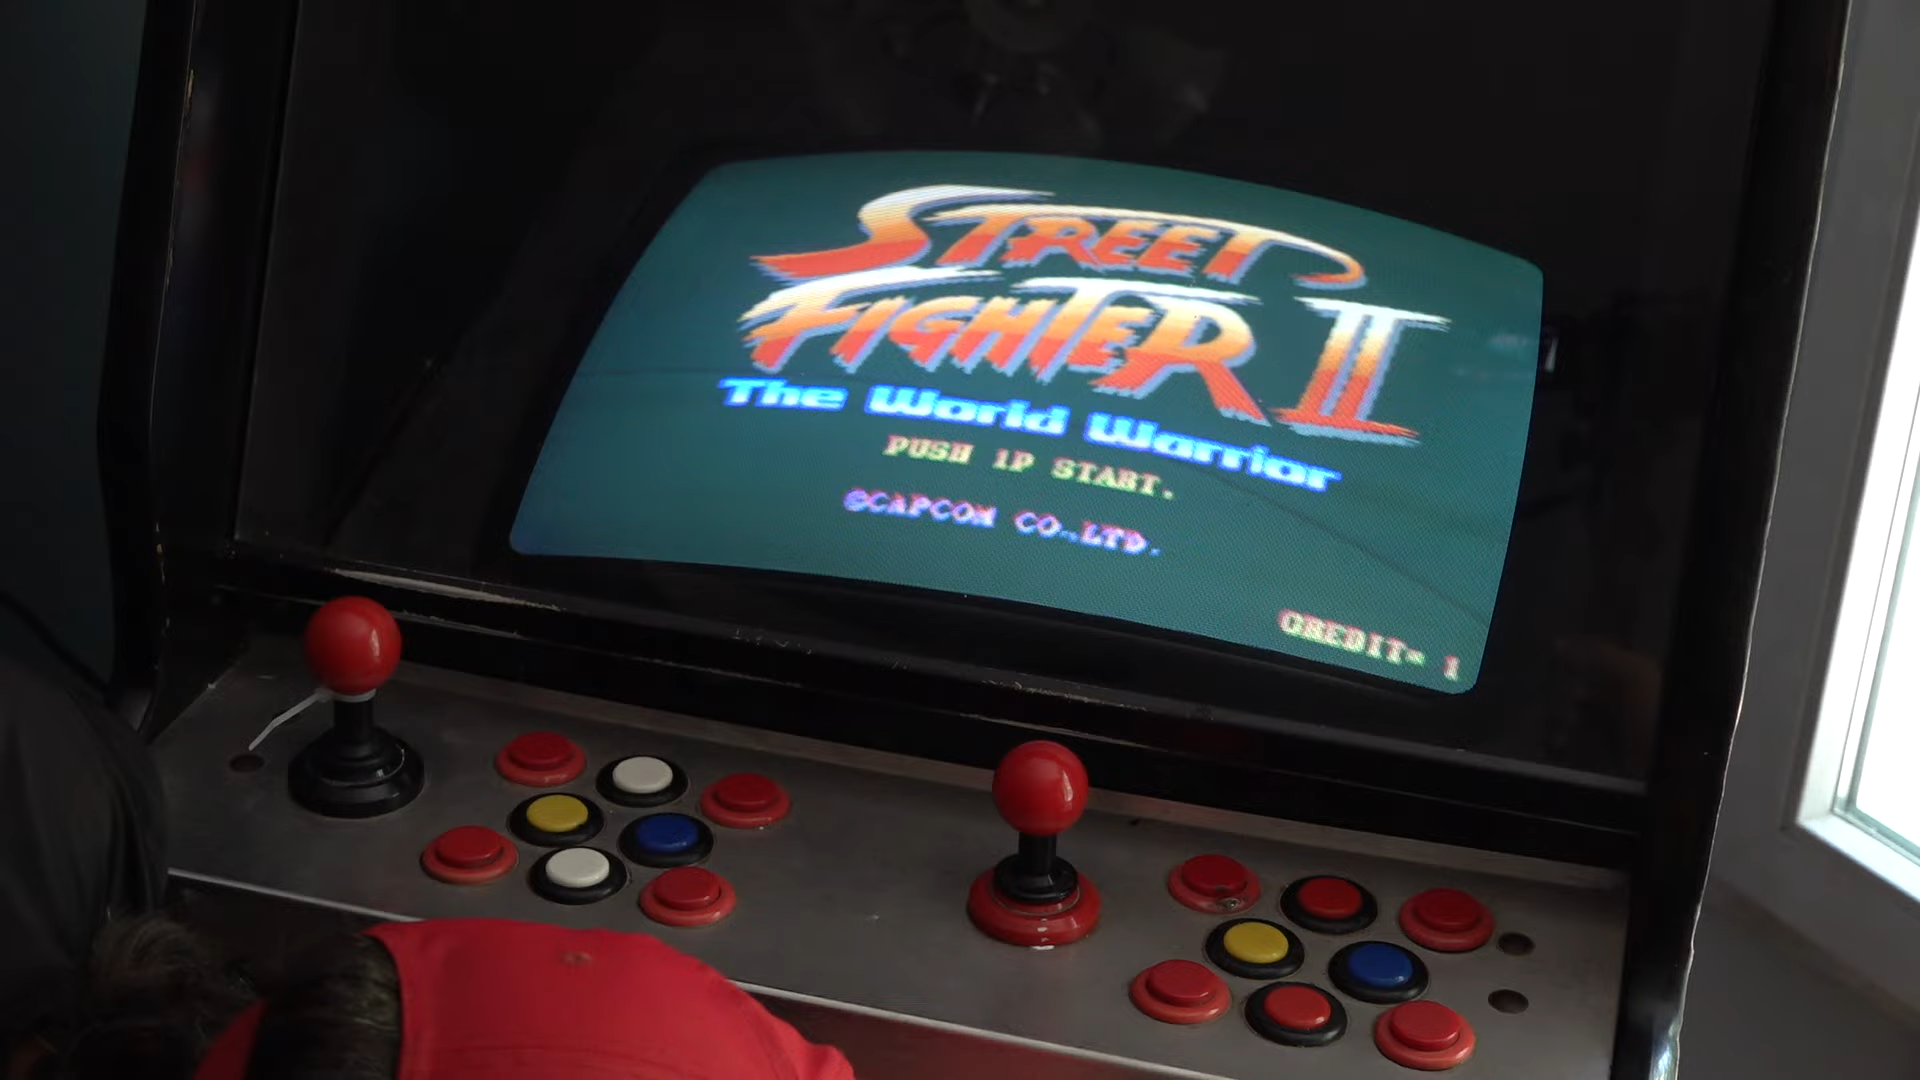 STREET
FIGHTER II
The World Warrior
PUSH 1P START.
©CAPCOM CO.,LTD.
CREDIT= 1